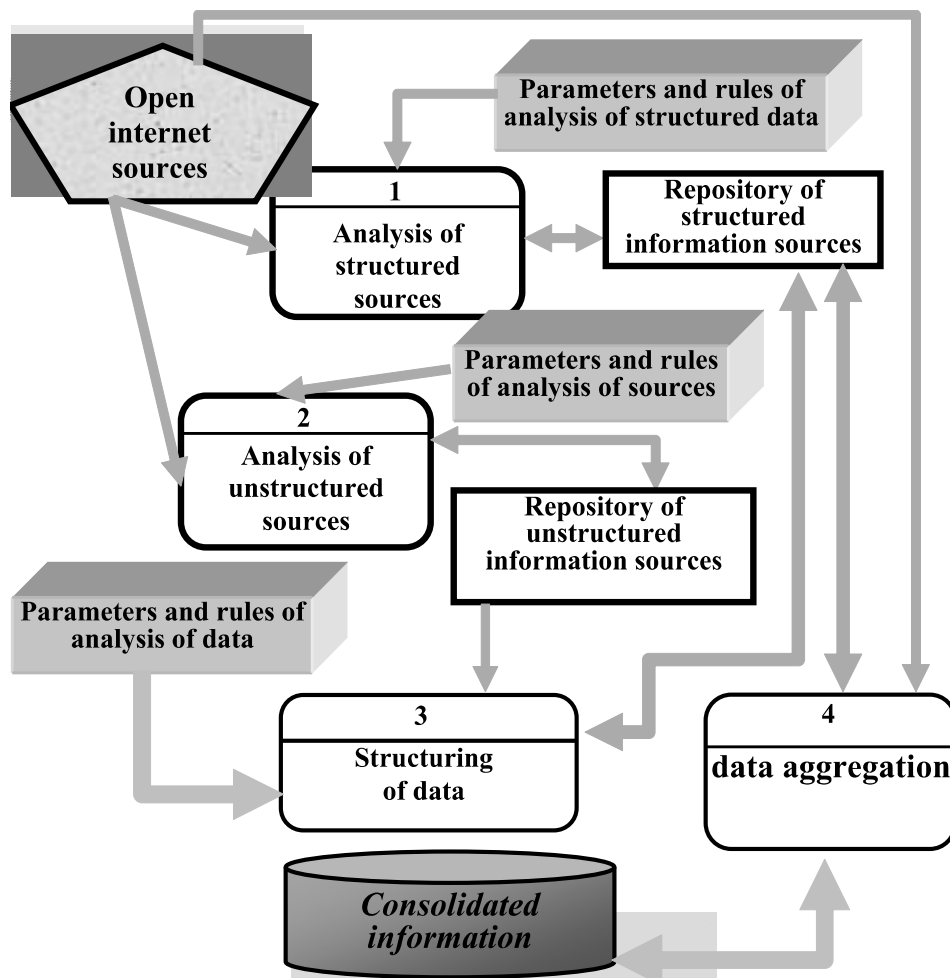 Open
internet
sources
Parameters and rules of
analysis of structured data
1
Analysis of
structured
sources
Repository of
structured
information sources
Parameters and rules
of analysis of sources
2
Analysis of
unstructured
sources
Repository of
unstructured
information sources
Parameters and rules of
analysis of data
3
Structuring
of data
4
data aggregation
Consolidated
information